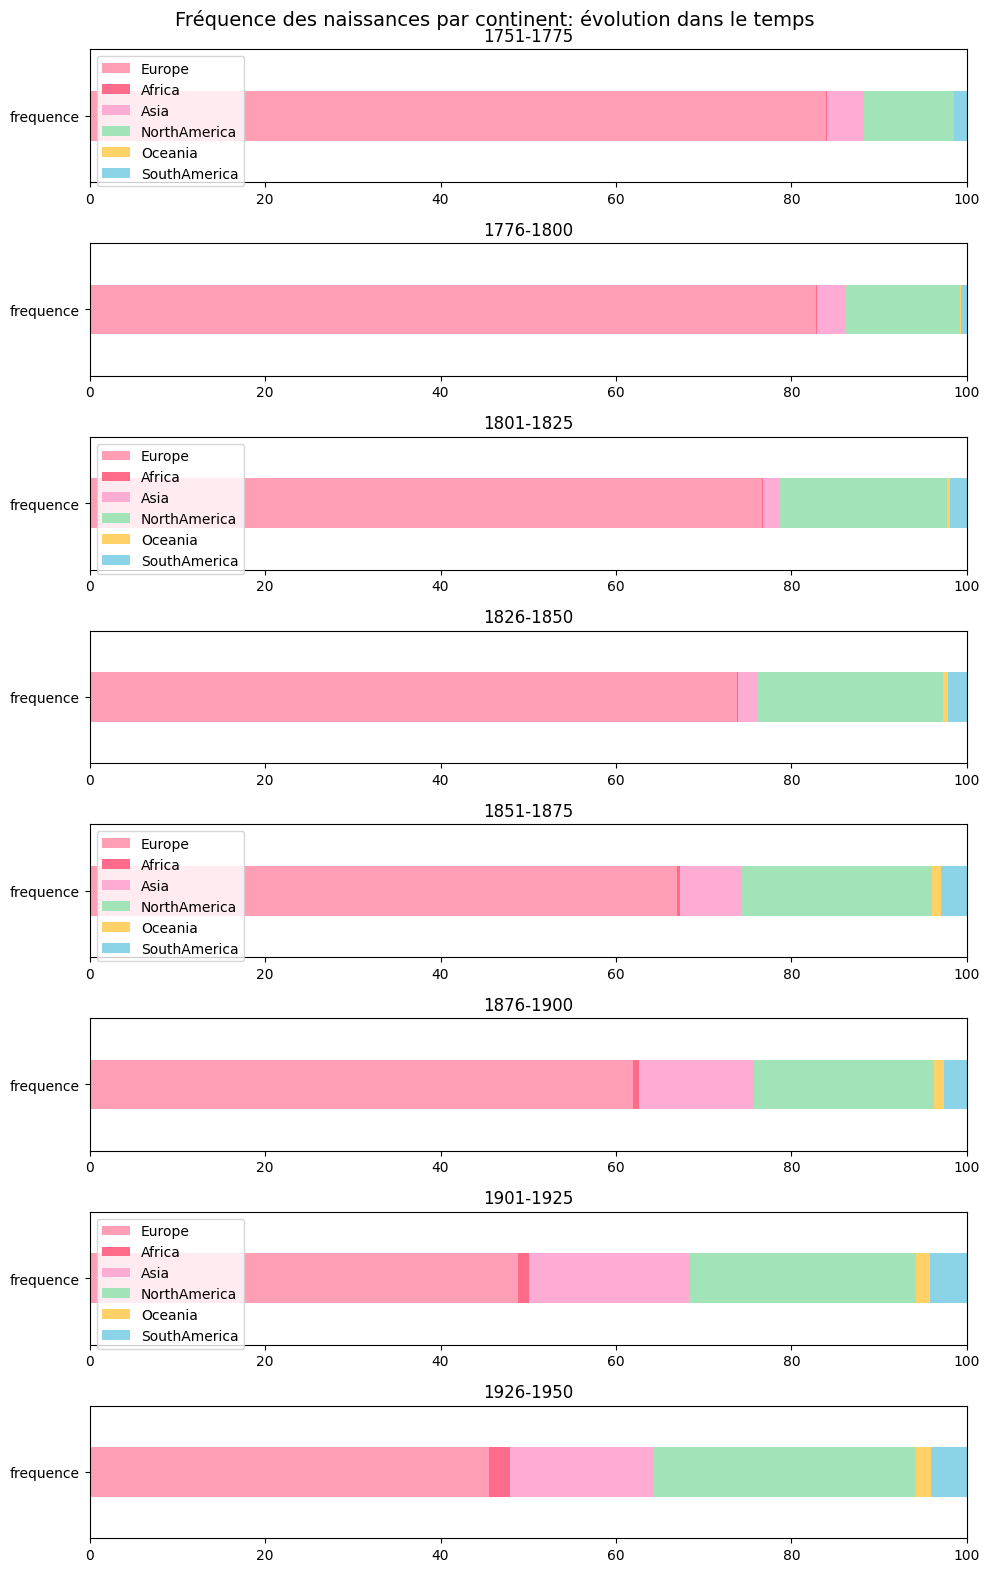 Fréquence des naissances par continent: évolution dans le temps
1751-1775
Europe
Africa
Asia
NorthAmerica
Oceania
SouthAmerica
frequence
0 20 40 60 80 100
1776-1800
frequence
0 20 40 60 80 100
1801-1825
Europe
Africa
Asia
NorthAmerica
Oceania
SouthAmerica
frequence
0 20 40 60 80 100
1826-1850
frequence
0 20 40 60 80 100
1851-1875
Europe
Africa
Asia
NorthAmerica
Oceania
SouthAmerica
frequence
0 20 40 60 80 100
1876-1900
frequence
0 20 40 60 80 100
1901-1925
Europe
Africa
Asia
NorthAmerica
Oceania
SouthAmerica
frequence
0 20 40 60 80 100
1926-1950
frequence
0 20 40 60 80 100